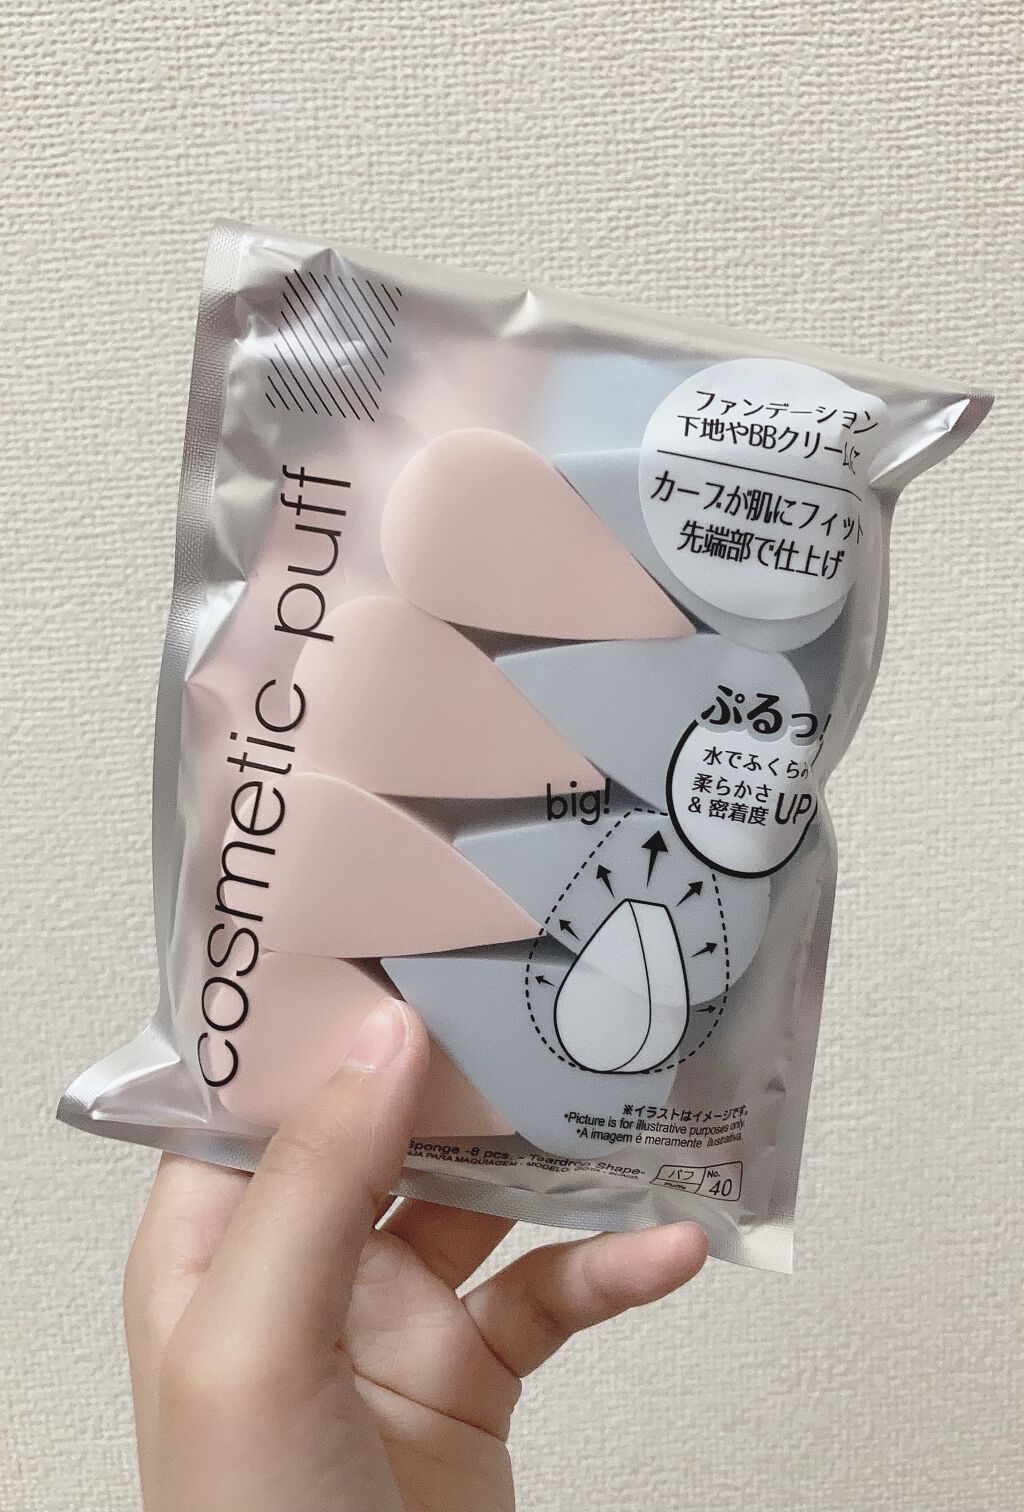 cosmetic puff
ファンデーション
下地やBBクリームに
カーブが肌にフィット
先端部で仕上げ
ぷるっ!
水でふくらみ
柔らかさ
& 密着度 UP
big!
※イラストはイメージです。
*Picture is for illustrative purposes only.
*A imagem é meramente ilustrativa.
Sponge -8 pcs. - Teardrop Shape-
PARA MAQUIAGEM - MODELO:
パフ No.
40